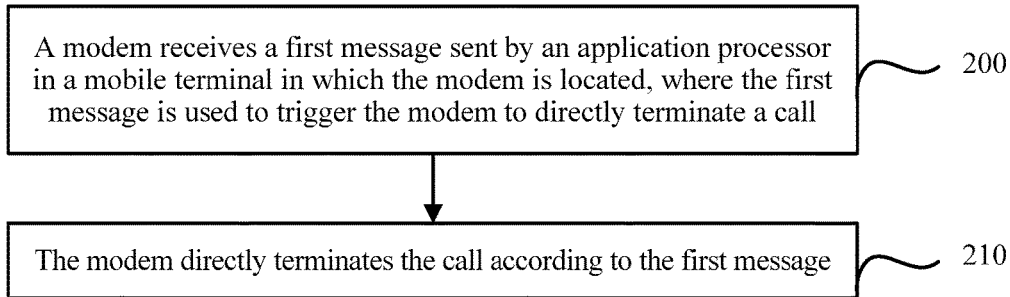 A modem receives a first message sent by an application processor
in a mobile terminal in which the modem is located, where the first
message is used to trigger the modem to directly terminate a call
200
The modem directly terminates the call according to the first message
210